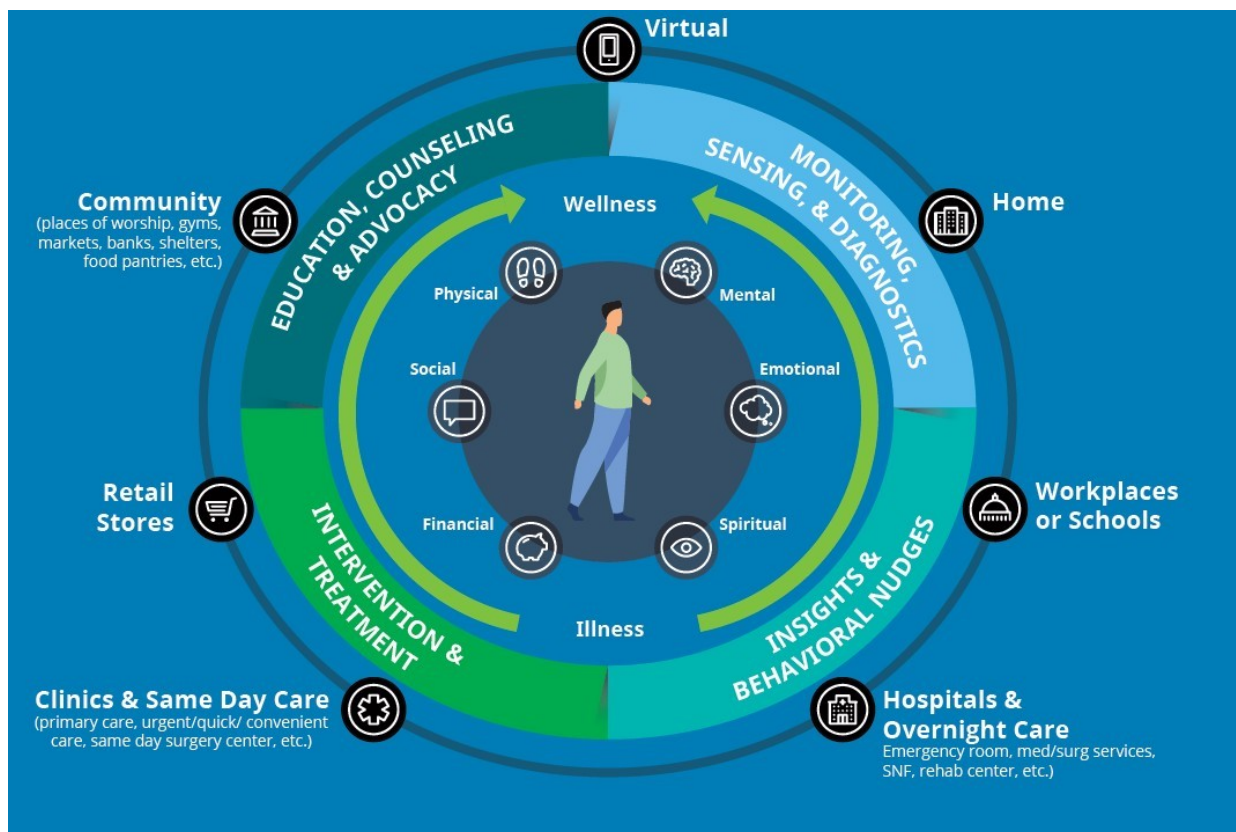 Virtual
EDUCATION, COUNSELING
& ADVOCACY
MONITORING,
SENSING, & DIAGNOSTICS
Community
(places of worship, gyms,
markets, banks, shelters,
food pantries, etc.)
Home
Wellness
Physical
Mental
Social
Emotional
Financial
Spiritual
Illness
Retail
Stores
Workplaces
or Schools
INTERVENTION &
TREATMENT
INSIGHTS &
BEHAVIORAL NUDGES
Clinics & Same Day Care
(primary care, urgent/quick/ convenient
care, same day surgery center, etc.)
Hospitals &
Overnight Care
Emergency room, med/surg services,
SNF, rehab center, etc.)